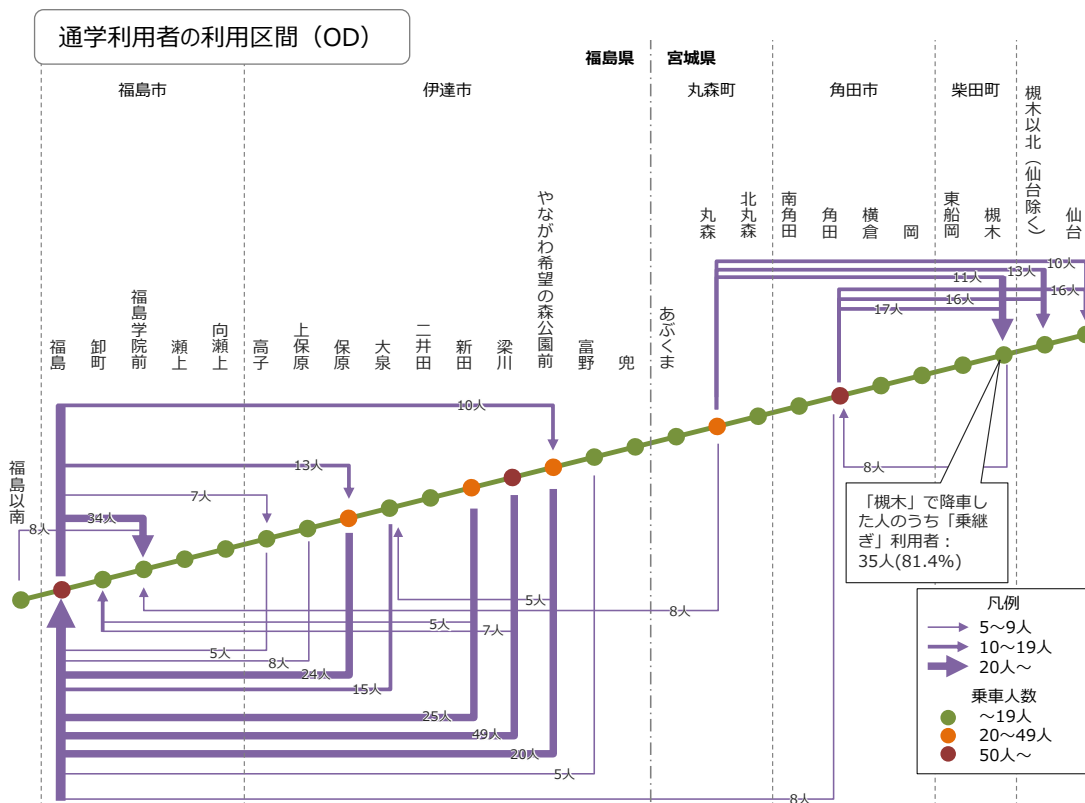 通学利用者の利用区間（OD）
福島県
宮城県
福島市
伊達市
丸森町
角田市
柴田町
槻木以北（仙台除く）
仙台
丸森
北丸森
南角田
角田
横倉
岡
東船岡
槻木
福島以南
福島
卸町
福島学院前
瀬上
向瀬上
高子
上保原
保原
大泉
二井田
新田
梁川
やながわ希望の森公園前
富野
兜
あぶくま
10人
13人
11人
16人
16人
17人
10人
13人
7人
34人
8人
8人
「槻木」で降車し
た人のうち「乗継
ぎ」利用者：
35人(81.4%)
5人
8人
5人
7人
5人
8人
24人
15人
25人
49人
20人
5人
8人
凡例
5～9人
10～19人
20人～
乗車人数
～19人
20～49人
50人～